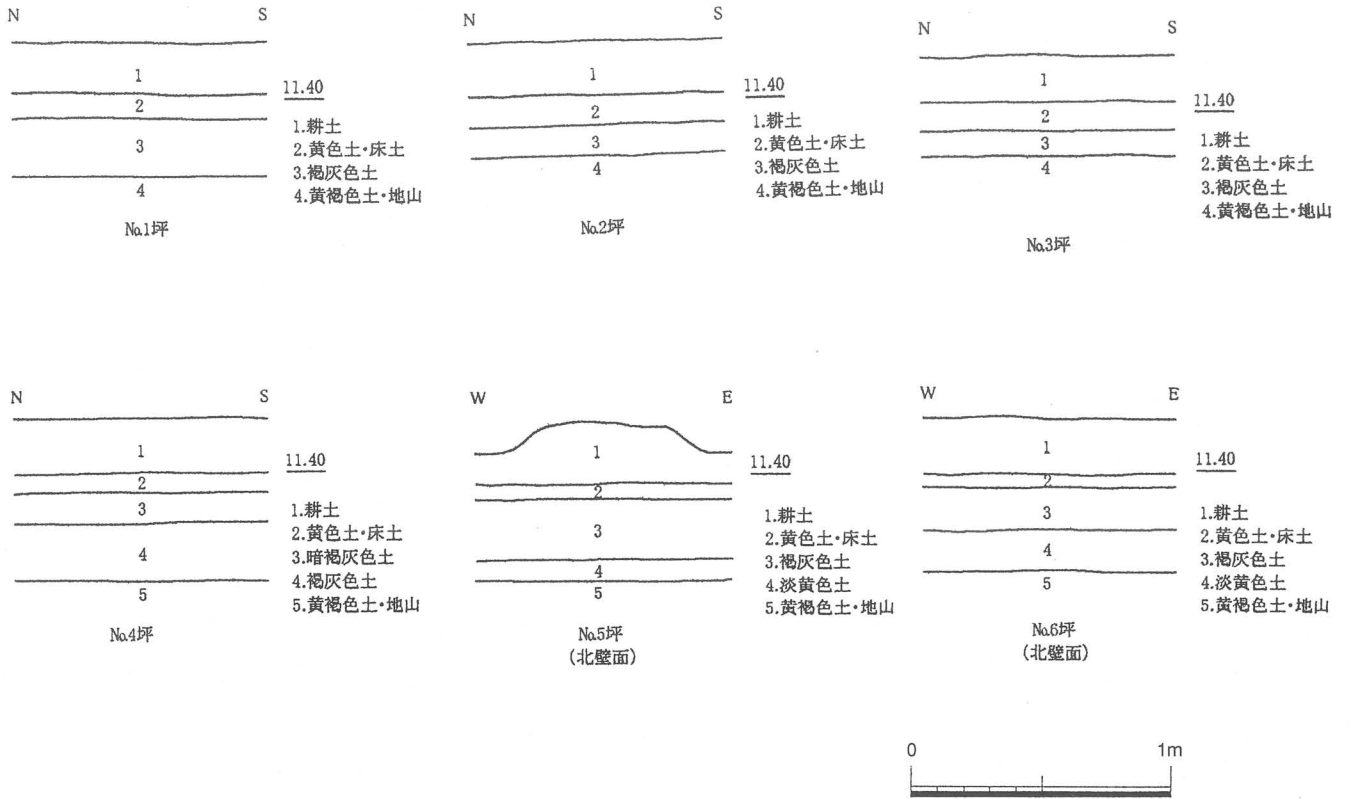 N S
1
2
3
4
11.40
1.耕土
2.黄色土・床土
3.褐灰色土
4.黄褐色土・地山
No.1坪
N S
1
2
3
4
11.40
1.耕土
2.黄色土・床土
3.褐灰色土
4.黄褐色土・地山
No.2坪
N S
1
2
3
4
11.40
1.耕土
2.黄色土・床土
3.褐灰色土
4.黄褐色土・地山
No.3坪
N S
1
2
3
4
5
11.40
1.耕土
2.黄色土・床土
3.暗褐灰色土
4.褐灰色土
5.黄褐色土・地山
No.4坪
W E
1
2
3
4
5
11.40
1.耕土
2.黄色土・床土
3.褐灰色土
4.淡黄色土
5.黄褐色土・地山
No.5坪
(北壁面)
W E
1
2
3
4
5
11.40
1.耕土
2.黄色土・床土
3.褐灰色土
4.淡黄色土
5.黄褐色土・地山
No.6坪
(北壁面)
0 1m